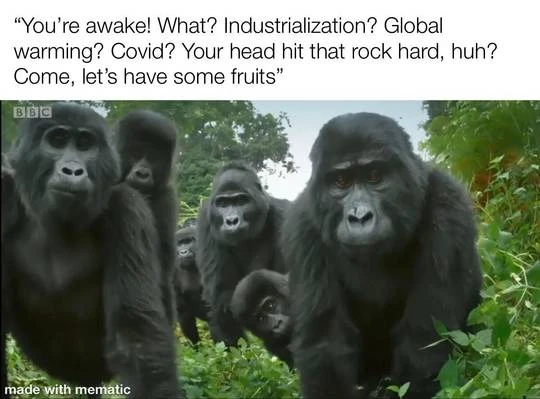 “You’re awake! What? Industrialization? Global
warming? Covid? Your head hit that rock hard, huh?
Come, let’s have some fruits”
BBC
made with mematic